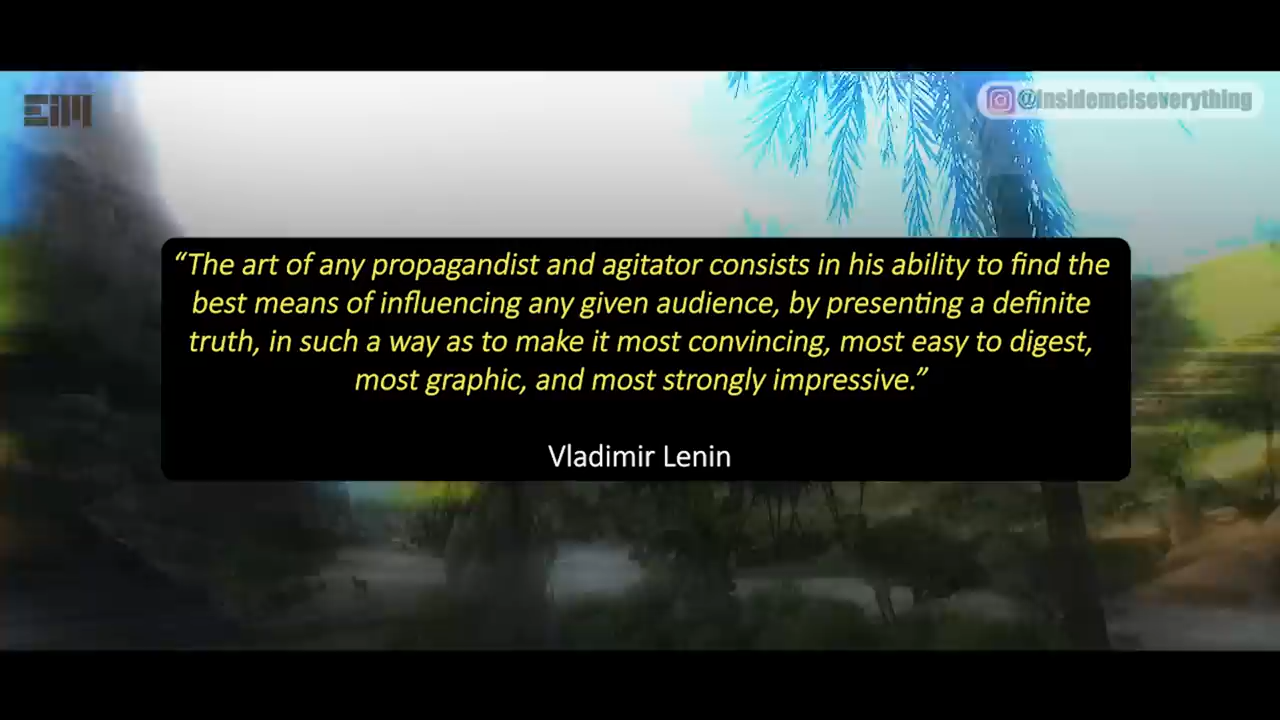 EiM
@insidemeiseverything
“The art of any propagandist and agitator consists in his ability to find the
best means of influencing any given audience, by presenting a definite
truth, in such a way as to make it most convincing, most easy to digest,
most graphic, and most strongly impressive.”
Vladimir Lenin